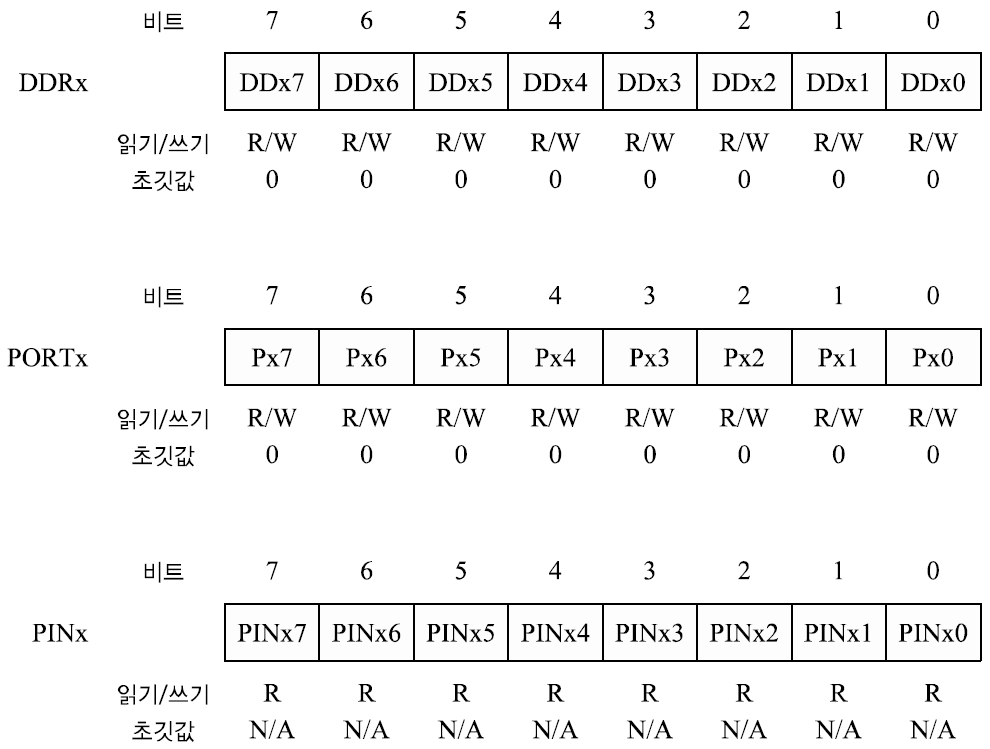 비트 7 6 5 4 3 2 1 0
DDRx DDx7 DDx6 DDx5 DDx4 DDx3 DDx2 DDx1 DDx0
읽기/쓰기 R/W R/W R/W R/W R/W R/W R/W R/W
초깃값 0 0 0 0 0 0 0 0
비트 7 6 5 4 3 2 1 0
PORTx Px7 Px6 Px5 Px4 Px3 Px2 Px1 Px0
읽기/쓰기 R/W R/W R/W R/W R/W R/W R/W R/W
초깃값 0 0 0 0 0 0 0 0
비트 7 6 5 4 3 2 1 0
PINx PINx7 PINx6 PINx5 PINx4 PINx3 PINx2 PINx1 PINx0
읽기/쓰기 R R R R R R R R
초깃값 N/A N/A N/A N/A N/A N/A N/A N/A